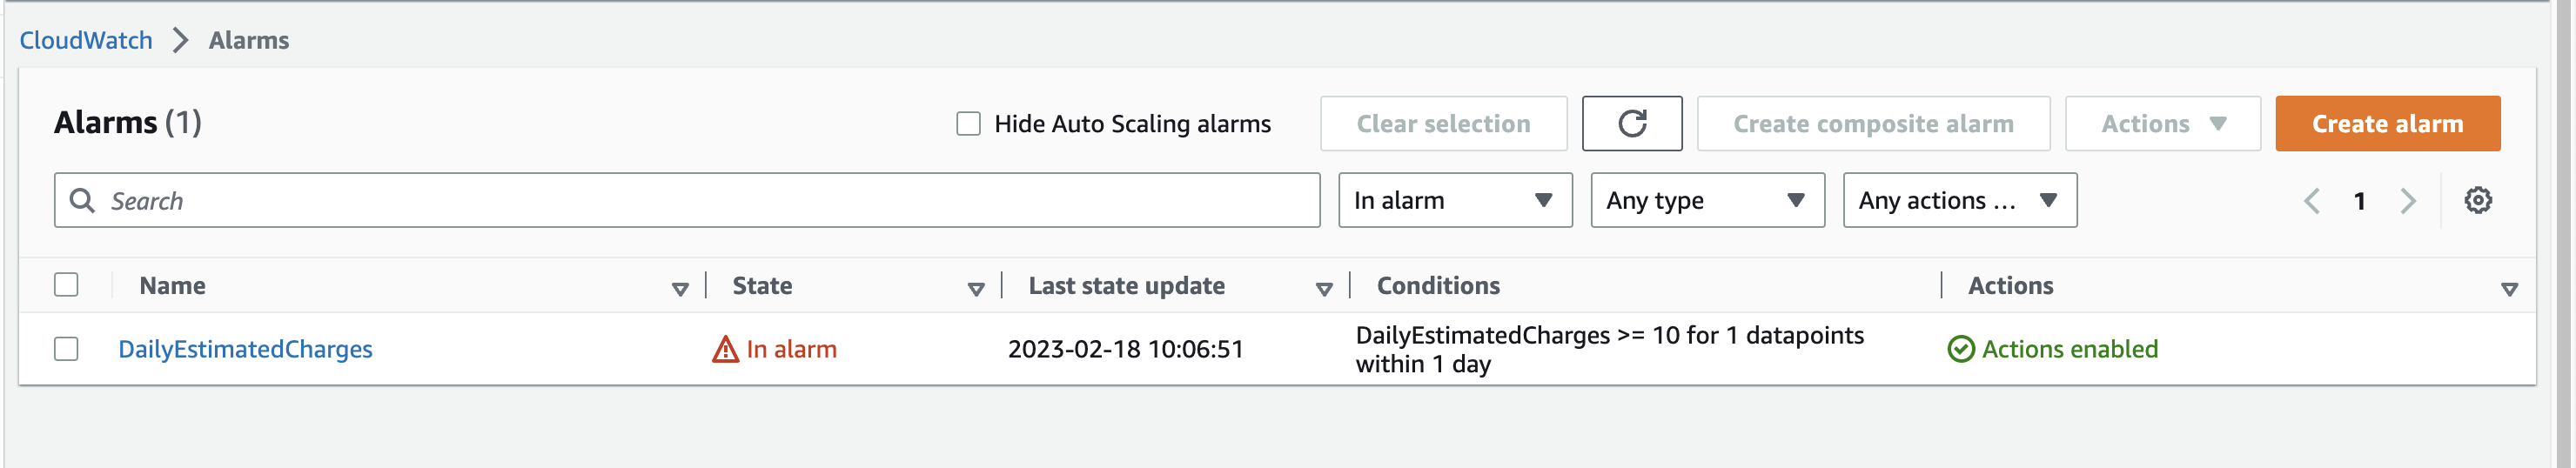 CloudWatch > Alarms
Alarms (1)
Hide Auto Scaling alarms
Clear selection
Create composite alarm
Actions
Create alarm
Search
In alarm
Any type
Any actions ...
1
Name
State
Last state update
Conditions
Actions
DailyEstimatedCharges
In alarm
2023-02-18 10:06:51
DailyEstimatedCharges >= 10 for 1 datapoints
within 1 day
Actions enabled